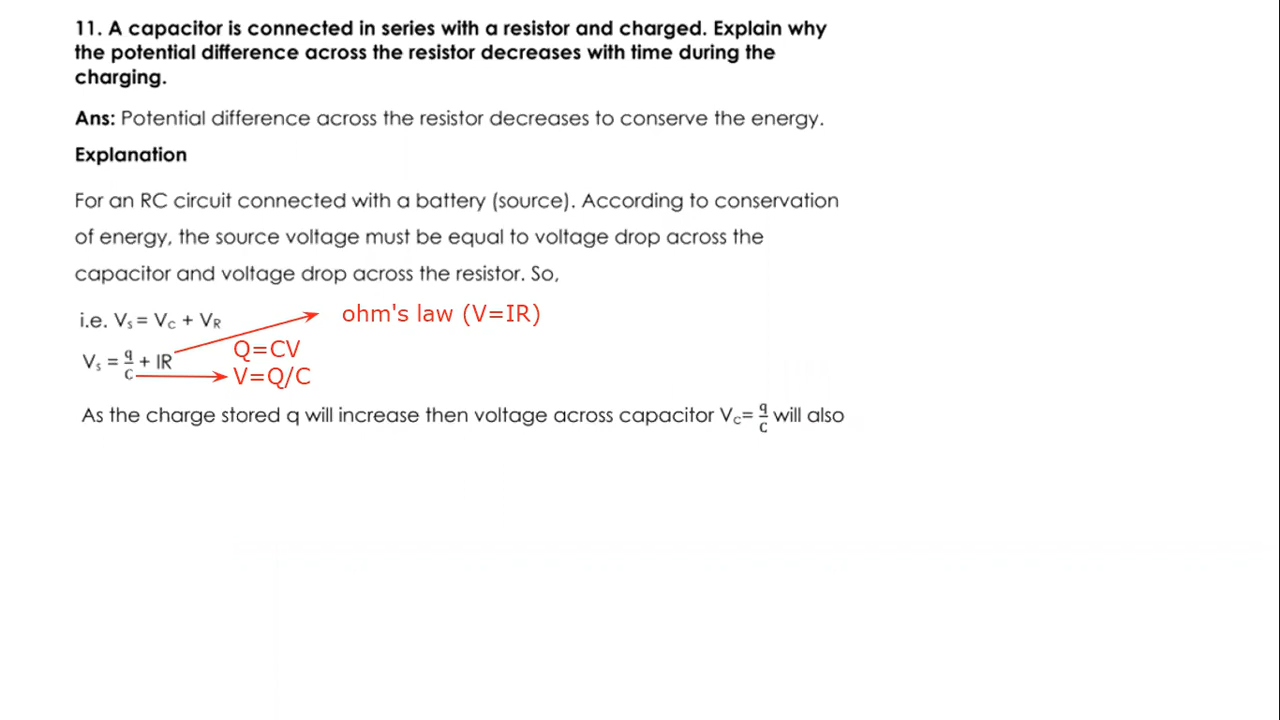 11. A capacitor is connected in series with a resistor and charged. Explain why
the potential difference across the resistor decreases with time during the
charging.
Ans: Potential difference across the resistor decreases to conserve the energy.
Explanation
For an RC circuit connected with a battery (source). According to conservation
of energy, the source voltage must be equal to voltage drop across the
capacitor and voltage drop across the resistor. So,
i.e. Vs = Vc + VR
ohm's law (V=IR)
Vs = q/C + IR
Q=CV
V=Q/C
As the charge stored q will increase then voltage across capacitor Vc= q/C will also